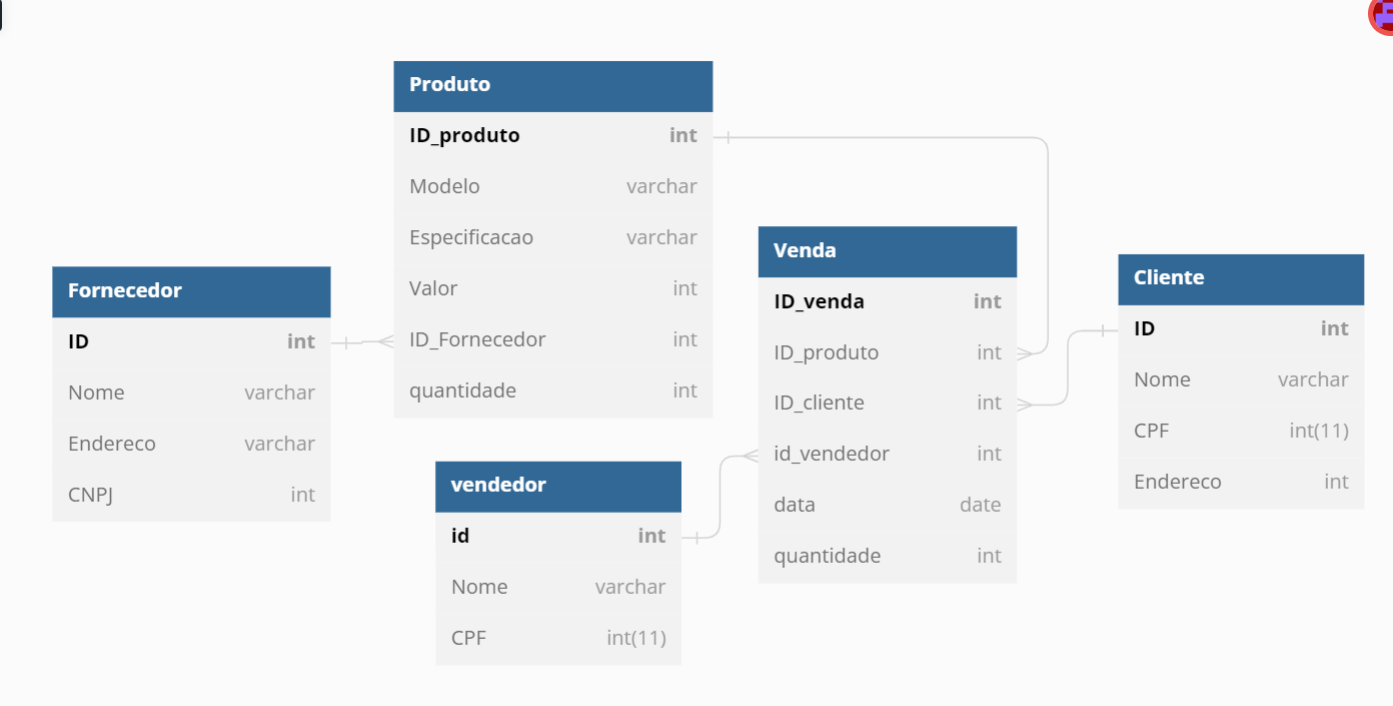 Produto
ID_produto int
Modelo varchar
Especificacao varchar
Valor int
ID_Fornecedor int
quantidade int
Fornecedor
ID int
Nome varchar
Endereco varchar
CNPJ int
vendedor
id int
Nome varchar
CPF int(11)
Venda
ID_venda int
ID_produto int
ID_cliente int
id_vendedor int
data date
quantidade int
Cliente
ID int
Nome varchar
CPF int(11)
Endereco int